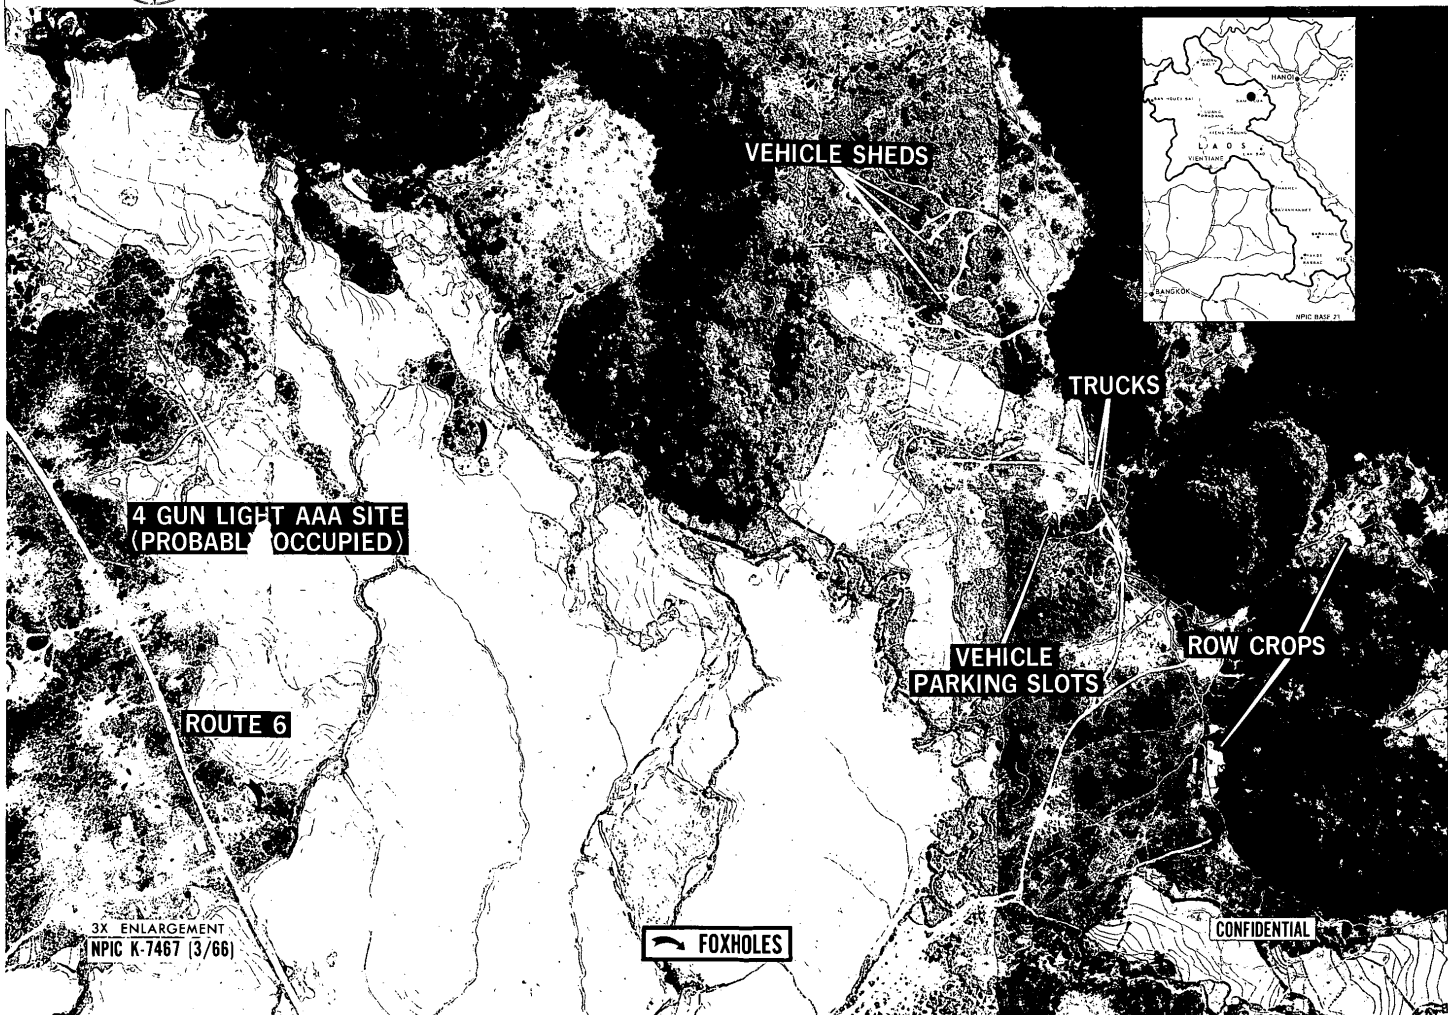 HANOI
LAOS
VIENTIANE
BANGKOK
VIE
NPIC BASE 21
VEHICLE SHEDS
TRUCKS
4 GUN LIGHT AAA SITE
(PROBABLY OCCUPIED)
VEHICLE
PARKING SLOTS
ROW CROPS
ROUTE 6
3X ENLARGEMENT
NPIC K-7467 (3/66)
FOXHOLES
CONFIDENTIAL